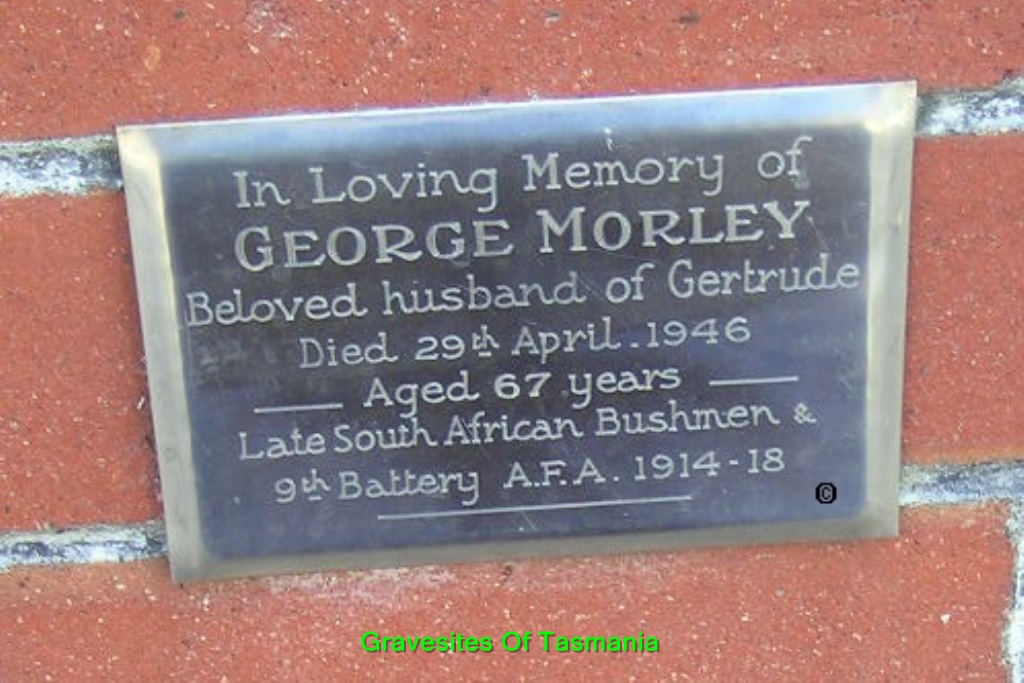 In Loving Memory of
GEORGE MORLEY
Beloved husband of Gertrude
Died 29th April. 1946
Aged 67 years
Late South African Bushmen &
9th Battery A.F.A. 1914-18
©
Gravesites Of Tasmania